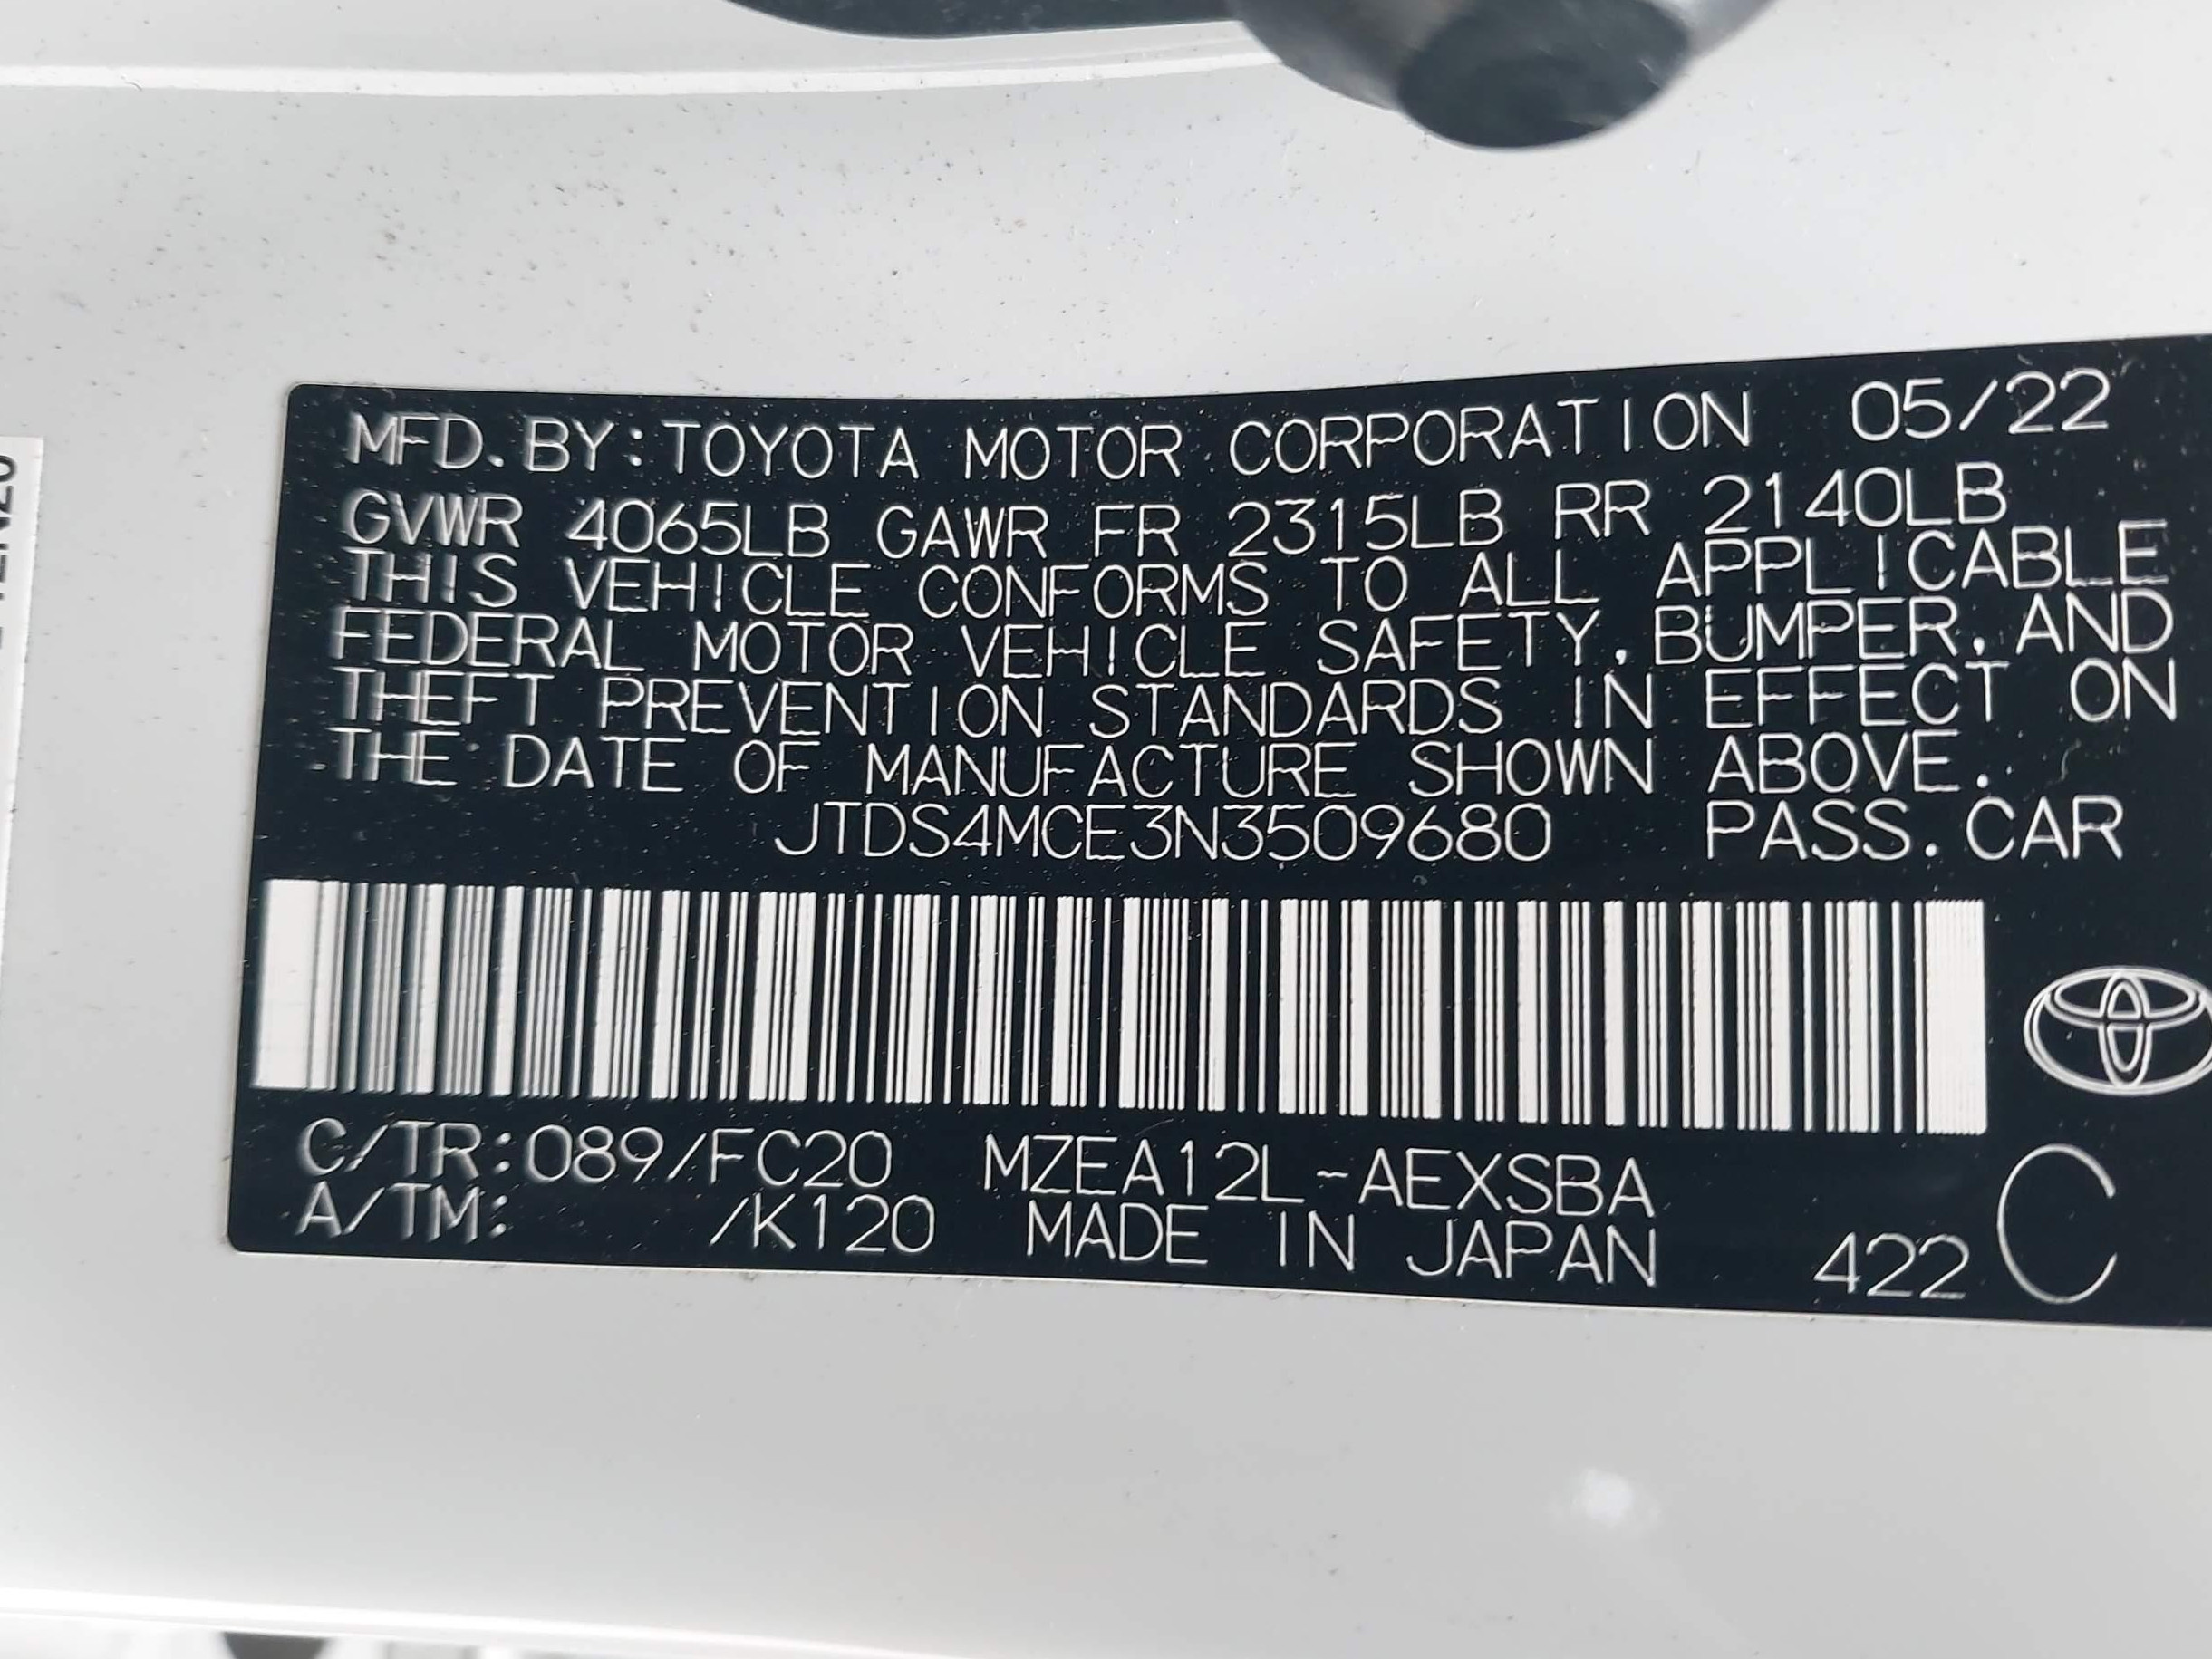 MFD.BY:TOYOTA MOTOR CORPORATION 05/22
GVWR 4065LB GAWR FR 2315LB RR 2140LB
THIS VEHICLE CONFORMS TO ALL APPLICABLE
FEDERAL MOTOR VEHICLE SAFETY,BUMPER,AND
THEFT PREVENTION STANDARDS IN EFFECT ON
THE DATE OF MANUFACTURE SHOWN ABOVE.
JTDS4MCE3N3509680 PASS.CAR
C/TR:089/FC20 MZEA12L-AEXSBA C
A/TM: /K120 MADE IN JAPAN 422